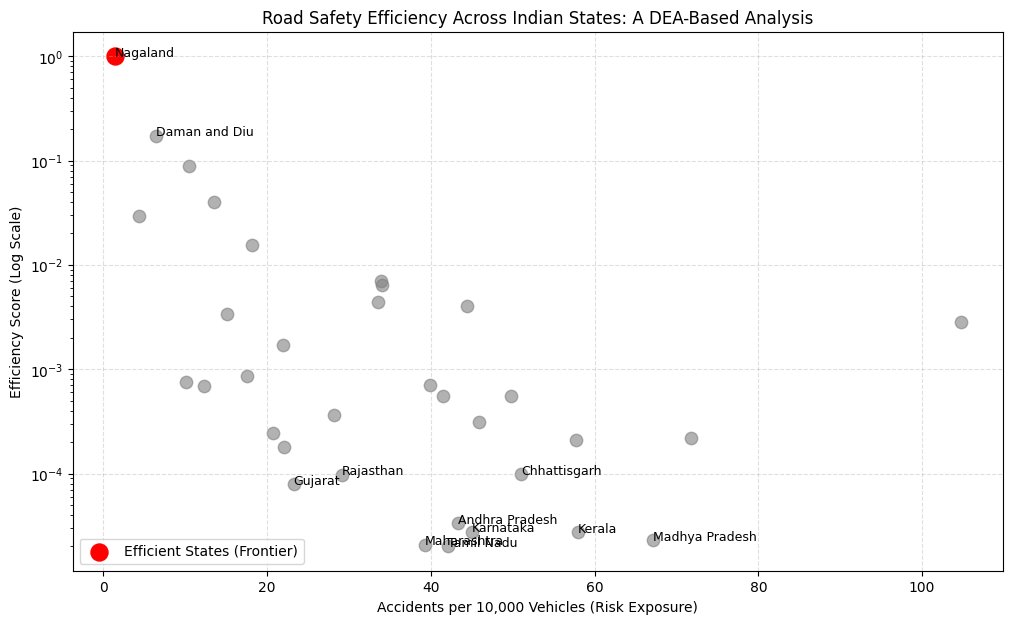 Road Safety Efficiency Across Indian States: A DEA-Based Analysis
Efficiency Score (Log Scale)
10⁰
10⁻¹
10⁻²
10⁻³
10⁻⁴
Nagaland
Daman and Diu
Rajasthan
Chhattisgarh
Gujarat
Andhra Pradesh
Karnataka
Kerala
Madhya Pradesh
Maharashtra
Tamil Nadu
Efficient States (Frontier)
0 20 40 60 80 100
Accidents per 10,000 Vehicles (Risk Exposure)